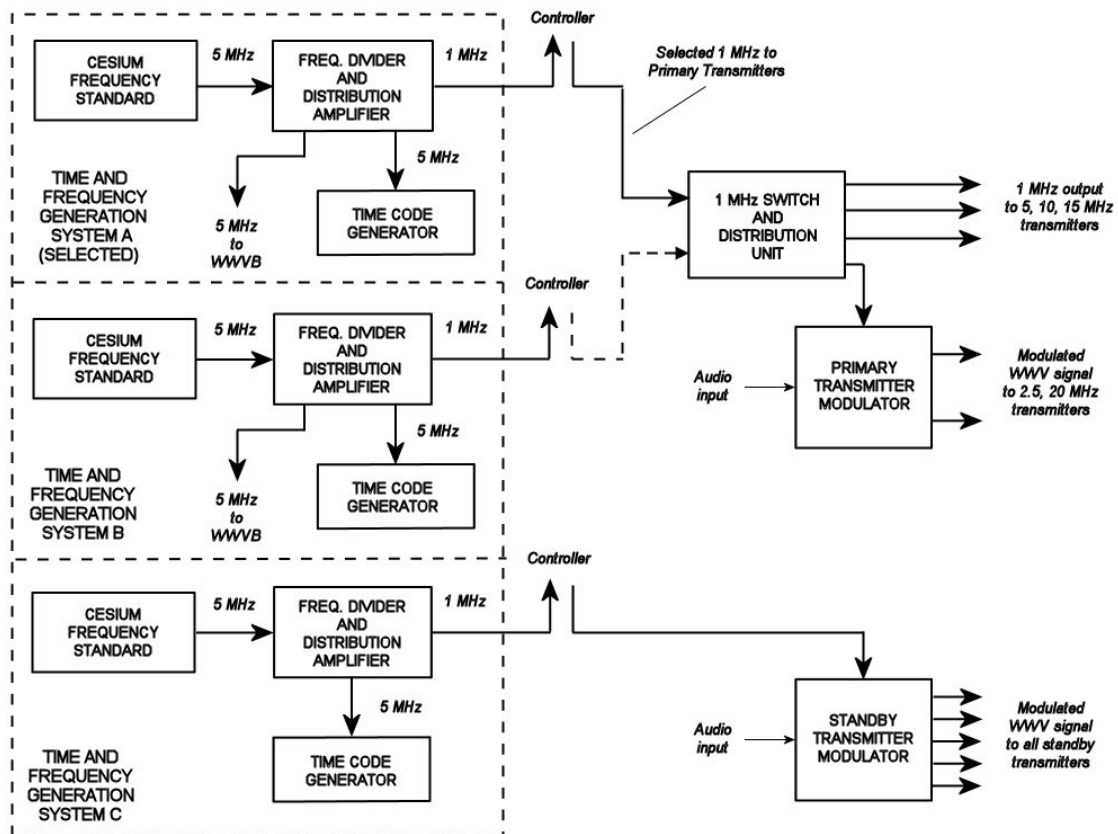 CESIUM
FREQUENCY
STANDARD
5 MHz
FREQ. DIVIDER
AND
DISTRIBUTION
AMPLIFIER
1 MHz
Controller
Selected 1 MHz to
Primary Transmitters
5 MHz
TIME AND
FREQUENCY
GENERATION
SYSTEM A
(SELECTED)
5 MHz
to
WWVB
TIME CODE
GENERATOR
1 MHz SWITCH
AND
DISTRIBUTION
UNIT
1 MHz output
to 5, 10, 15 MHz
transmitters
CESIUM
FREQUENCY
STANDARD
5 MHz
FREQ. DIVIDER
AND
DISTRIBUTION
AMPLIFIER
1 MHz
Controller
5 MHz
TIME AND
FREQUENCY
GENERATION
SYSTEM B
5 MHz
to
WWVB
TIME CODE
GENERATOR
Audio
input
PRIMARY
TRANSMITTER
MODULATOR
Modulated
WWV signal
to 2.5, 20 MHz
transmitters
CESIUM
FREQUENCY
STANDARD
5 MHz
FREQ. DIVIDER
AND
DISTRIBUTION
AMPLIFIER
1 MHz
Controller
5 MHz
TIME AND
FREQUENCY
GENERATION
SYSTEM C
TIME CODE
GENERATOR
Audio
input
STANDBY
TRANSMITTER
MODULATOR
Modulated
WWV signal
to all standby
transmitters